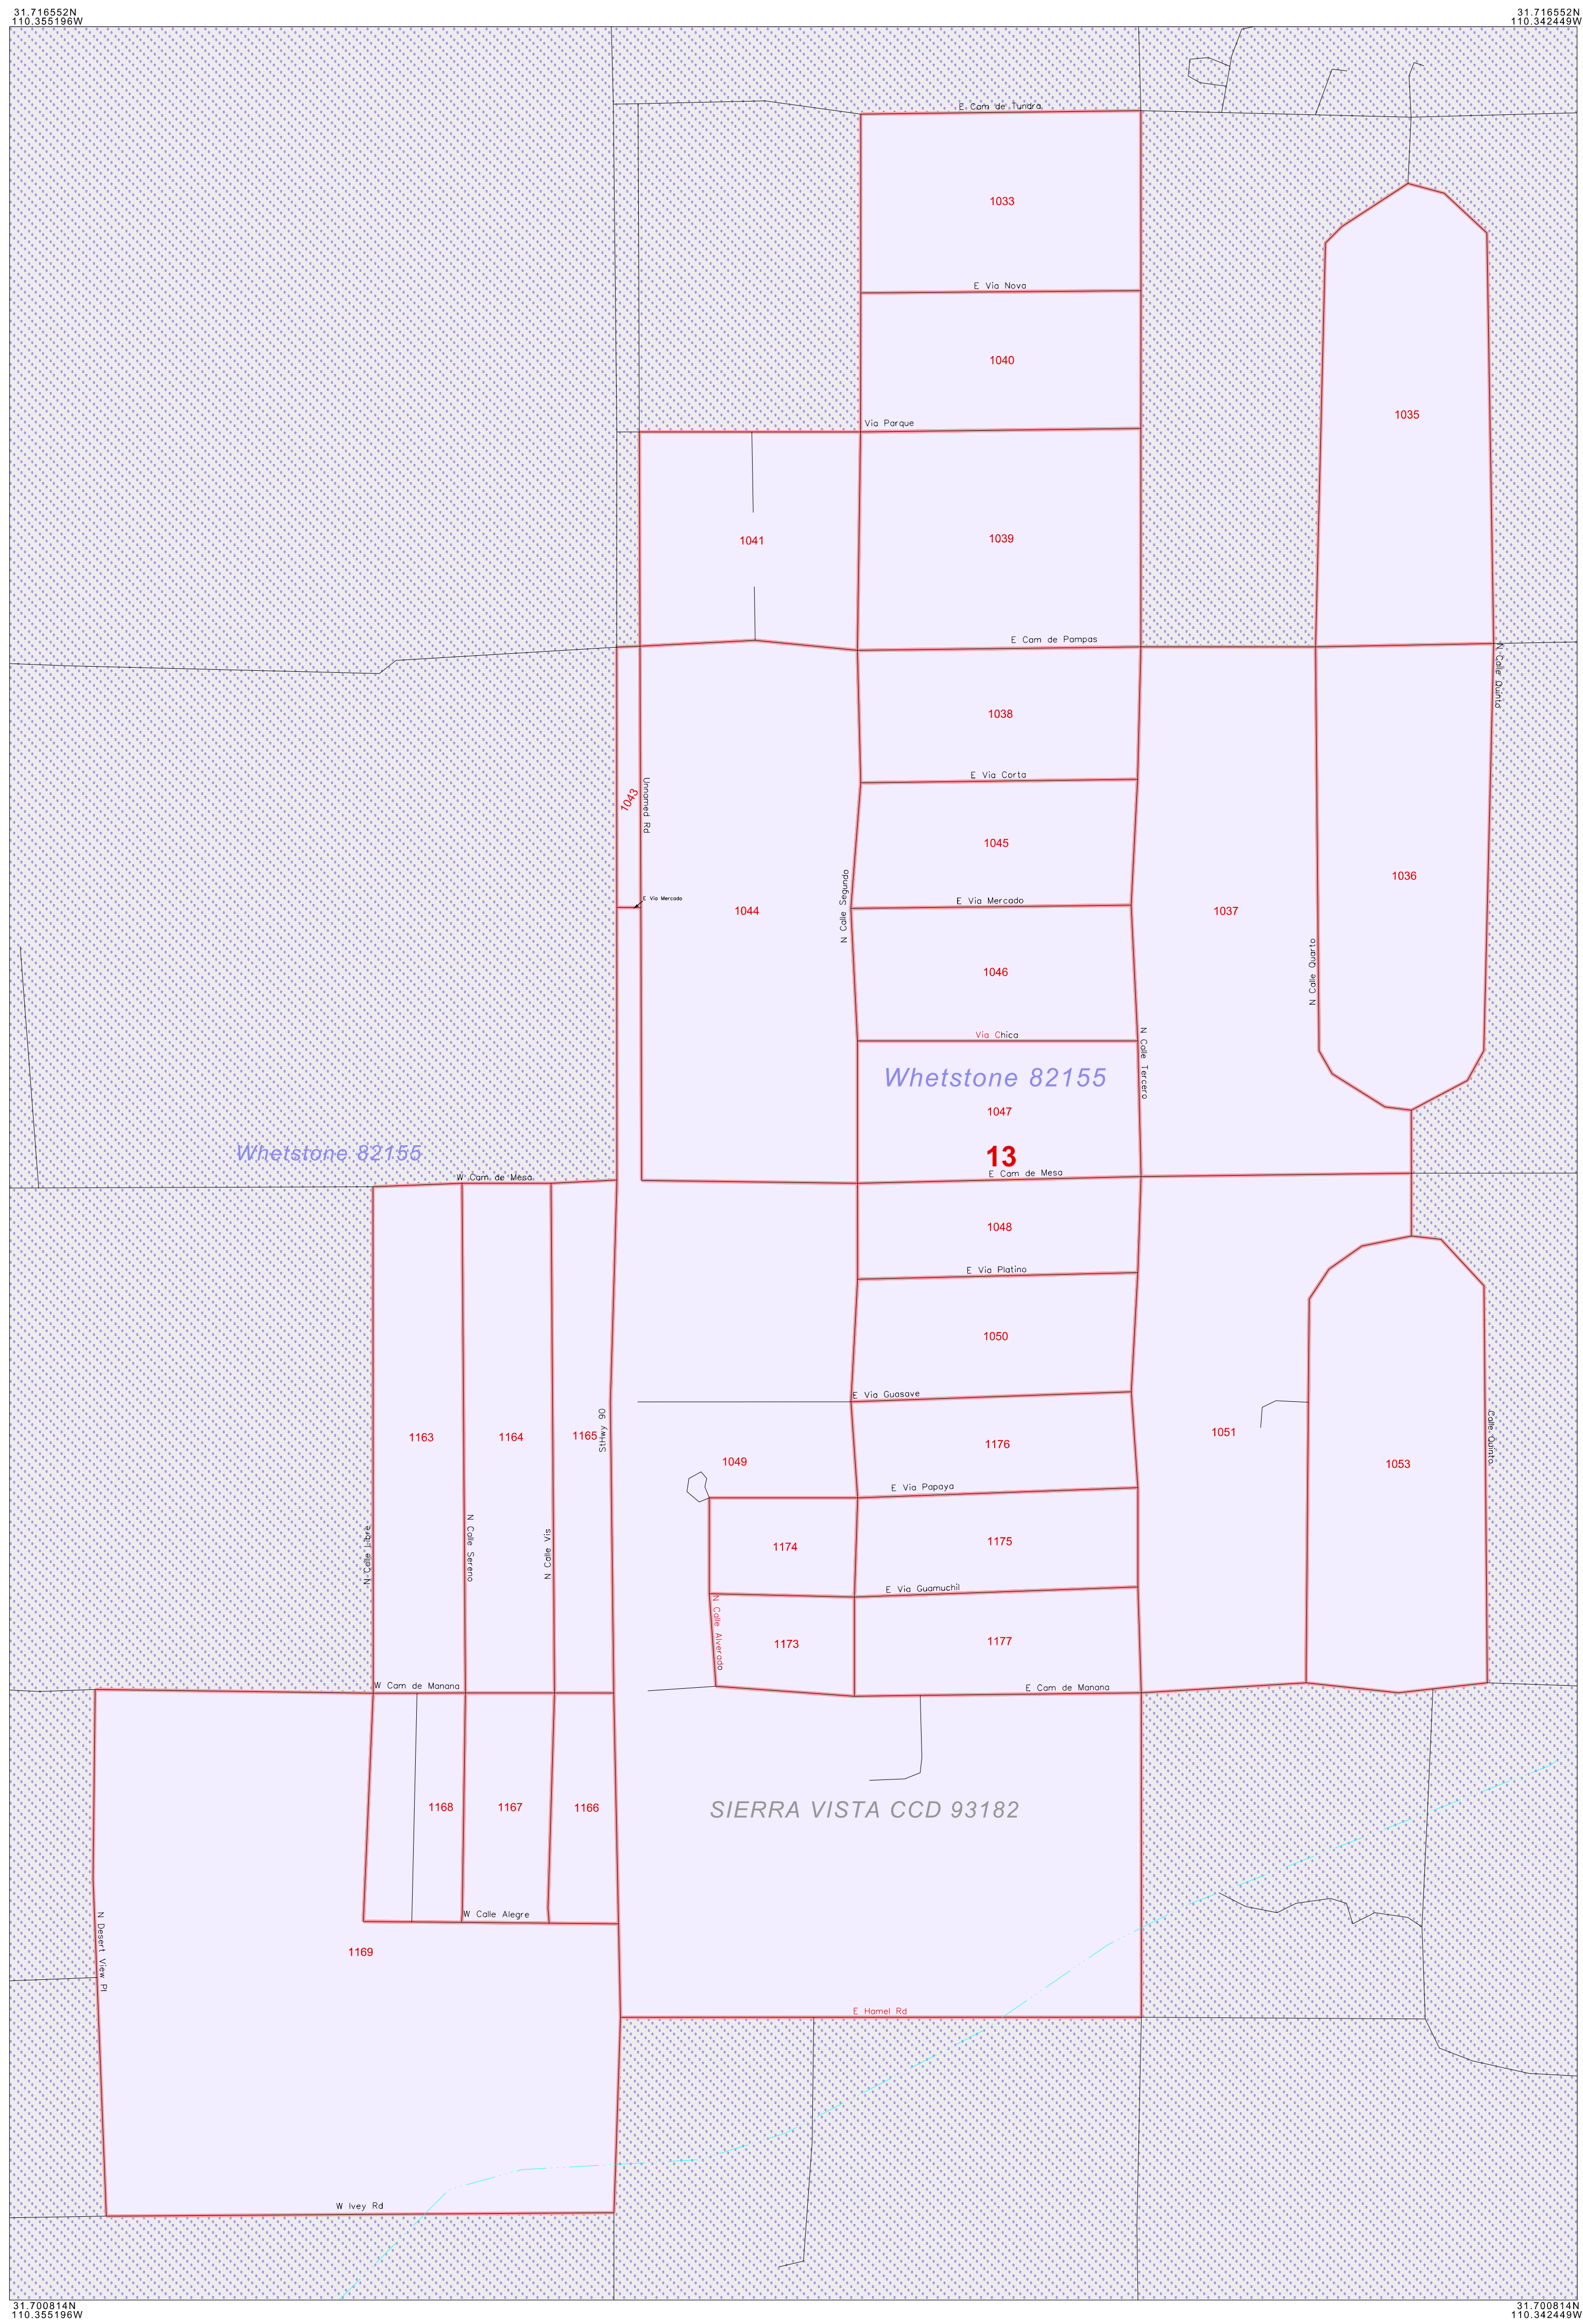 31.716552N
110.355196W
31.716552N
110.342449W
E Cam de Tundra
1033
E Via Nova
1040
1035
Via Parque
1041
1039
E Cam de Pampas
N Calle Quinto
1038
E Via Corta
1043
Unnamed Rd
1045
1036
E Via Mercado
E Via Mercado
N Calle Segundo
1044
1037
1046
N Calle Quarto
Via Chica
N Calle Tercero
Whetstone 82155
1047
Whetstone 82155
13
W Cam de Mesa
E Cam de Mesa
1048
E Via Platino
1050
E Via Guasave
StHwy 90
1163
1164
1165
1051
Calle Quinto
1176
1049
1053
E Via Papaya
N Calle Libre
N Calle Sereno
N Calle Vis
1174
1175
E Via Guamuchil
N Calle Alverado
1173
1177
W Cam de Manana
E Cam de Manana
1168
1167
1166
SIERRA VISTA CCD 93182
W Calle Alegre
N Desert View Pl
1169
E Hamel Rd
W Ivey Rd
31.700814N
110.355196W
31.700814N
110.342449W